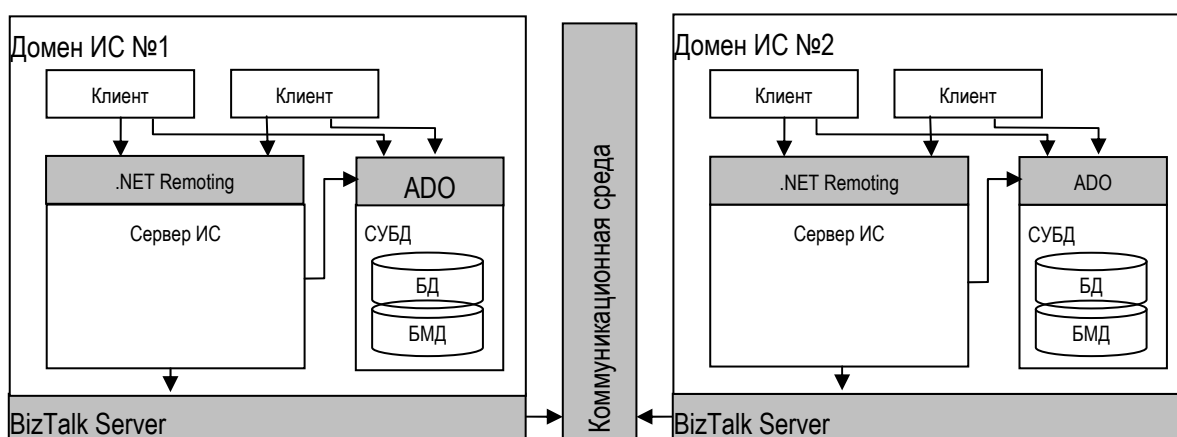 Домен ИС №1
Клиент
Клиент
.NET Remoting
ADO
Сервер ИС
СУБД
БД
БМД
BizTalk Server
Коммуникационная среда
Домен ИС №2
Клиент
Клиент
.NET Remoting
ADO
Сервер ИС
СУБД
БД
БМД
BizTalk Server